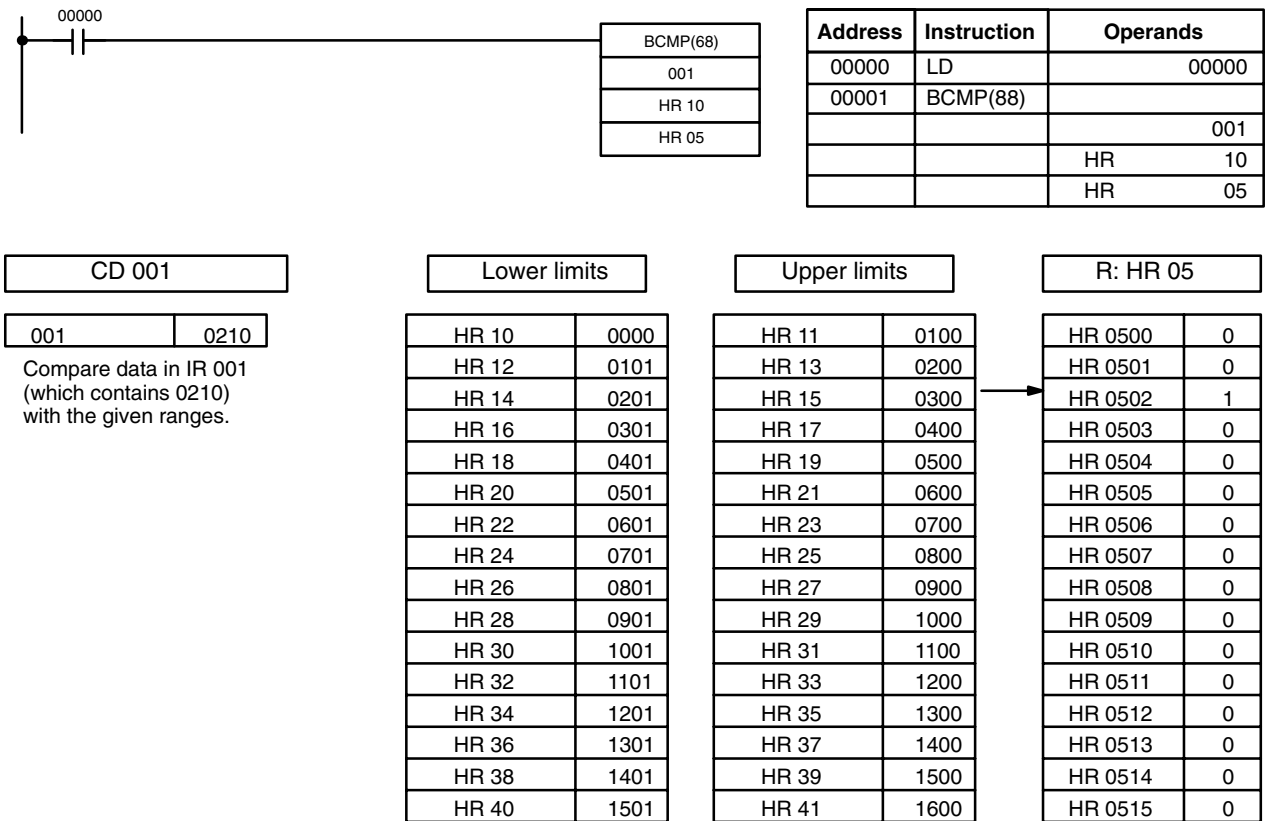 00000
BCMP(68)
001
HR 10
HR 05
Address Instruction Operands
00000 LD 00000
00001 BCMP(88)
001
HR 10
HR 05
CD 001
001 0210
Compare data in IR 001
(which contains 0210)
with the given ranges.
Lower limits Upper limits R: HR 05
HR 10 0000 HR 11 0100 HR 0500 0
HR 12 0101 HR 13 0200 HR 0501 0
HR 14 0201 HR 15 0300 HR 0502 1
HR 16 0301 HR 17 0400 HR 0503 0
HR 18 0401 HR 19 0500 HR 0504 0
HR 20 0501 HR 21 0600 HR 0505 0
HR 22 0601 HR 23 0700 HR 0506 0
HR 24 0701 HR 25 0800 HR 0507 0
HR 26 0801 HR 27 0900 HR 0508 0
HR 28 0901 HR 29 1000 HR 0509 0
HR 30 1001 HR 31 1100 HR 0510 0
HR 32 1101 HR 33 1200 HR 0511 0
HR 34 1201 HR 35 1300 HR 0512 0
HR 36 1301 HR 37 1400 HR 0513 0
HR 38 1401 HR 39 1500 HR 0514 0
HR 40 1501 HR 41 1600 HR 0515 0